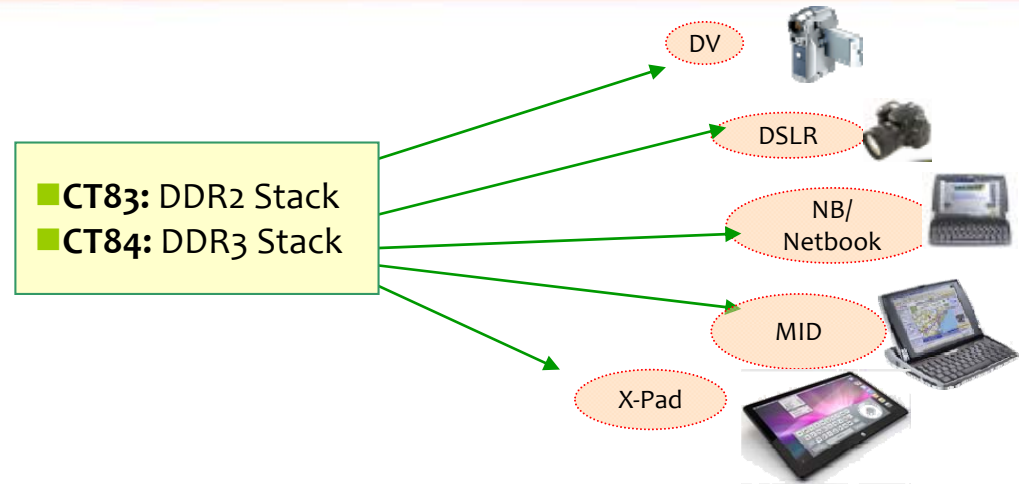 DV
DSLR
CT83: DDR2 Stack
CT84: DDR3 Stack
NB/
Netbook
MID
X-Pad